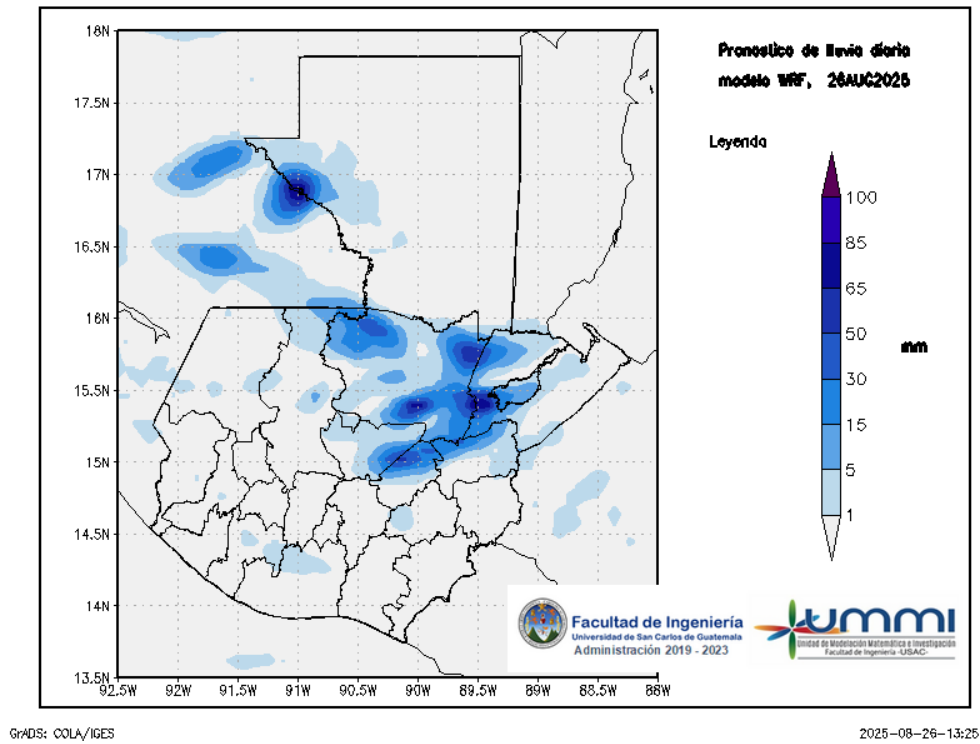 Pronostico de lluvia diaria
modelo WRF, 26AUG2025
Leyenda
18N
17.5N
17N
16.5N
16N
15.5N
15N
14.5N
14N
13.5N
92.5W 92W 91.5W 91W 90.5W 90W 89.5W 89W 88.5W 88W
100
85
65
50
30
15
5
1
mm
Facultad de Ingeniería
Universidad de San Carlos de Guatemala
Administración 2019 - 2023
ummi
Unidad de Modelación Matemática e Investigación
Facultad de Ingeniería -USAC-
GrADS: COLA/IGES
2025-08-26-13:25